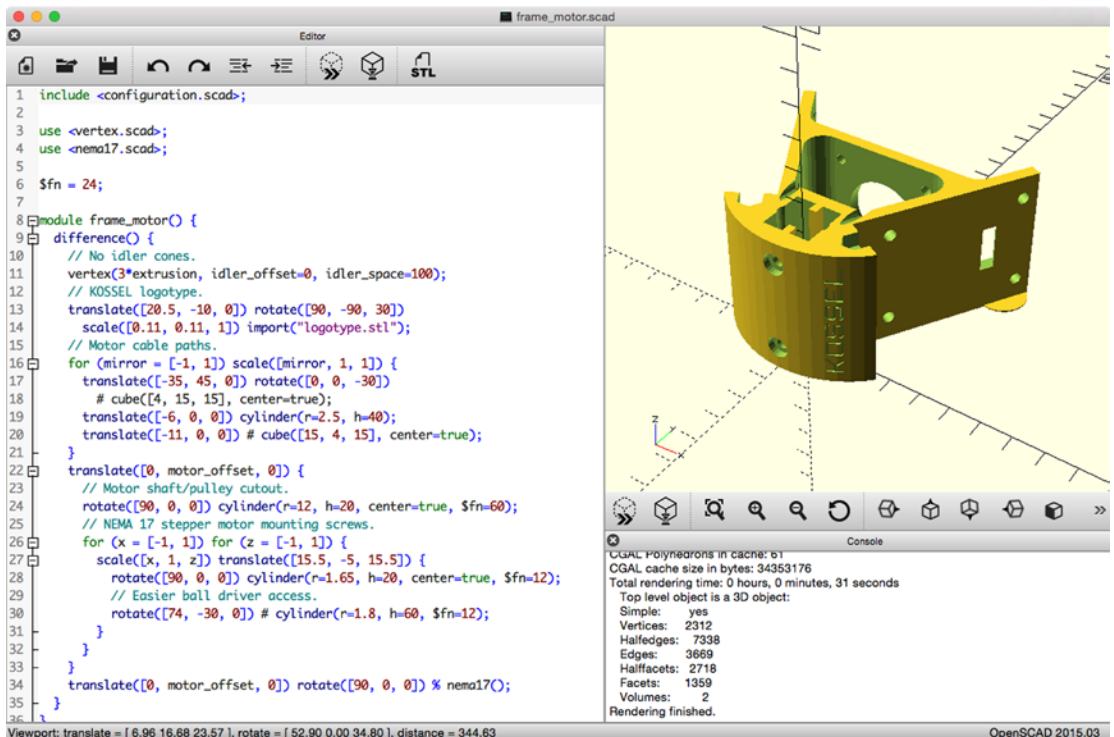 frame_motor.scad
Editor
STL
1 include <configuration.scad>;
2
3 use <vertex.scad>;
4 use <nema17.scad>;
5
6 $fn = 24;
7
8 module frame_motor() {
9 difference() {
10 // No idler cones.
11 vertex(3*extrusion, idler_offset=0, idler_space=100);
12 // KOSSEL logotype.
13 translate([20.5, -10, 0]) rotate([90, -90, 30])
14 scale([0.11, 0.11, 1]) import("logotype.stl");
15 // Motor cable paths.
16 for (mirror = [-1, 1]) scale([mirror, 1, 1]) {
17 translate([-35, 45, 0]) rotate([0, 0, -30])
18 # cube([4, 15, 15], center=true);
19 translate([-6, 0, 0]) cylinder(r=2.5, h=40);
20 translate([-11, 0, 0]) # cube([15, 4, 15], center=true);
21 }
22 translate([0, motor_offset, 0]) {
23 // Motor shaft/pulley cutout.
24 rotate([90, 0, 0]) cylinder(r=12, h=20, center=true, $fn=60);
25 // NEMA 17 stepper motor mounting screws.
26 for (x = [-1, 1]) for (z = [-1, 1]) {
27 scale([x, 1, z]) translate([15.5, -5, 15.5]) {
28 rotate([90, 0, 0]) cylinder(r=1.65, h=20, center=true, $fn=12);
29 // Easier ball driver access.
30 rotate([74, -30, 0]) # cylinder(r=1.8, h=60, $fn=12);
31 }
32 }
33 }
34 translate([0, motor_offset, 0]) rotate([90, 0, 0]) % nema17();
35 }
36 }
KOSSEL
z
y
x
Console
CGAL Polyhedrons in cache: 61
CGAL cache size in bytes: 34353176
Total rendering time: 0 hours, 0 minutes, 31 seconds
Top level object is a 3D object:
Simple: yes
Vertices: 2312
Halfedges: 7338
Edges: 3669
Halffacets: 2718
Facets: 1359
Volumes: 2
Rendering finished.
Viewport: translate = [ 6.96 16.68 23.57 ], rotate = [ 52.90 0.00 34.80 ], distance = 344.63
OpenSCAD 2015.03